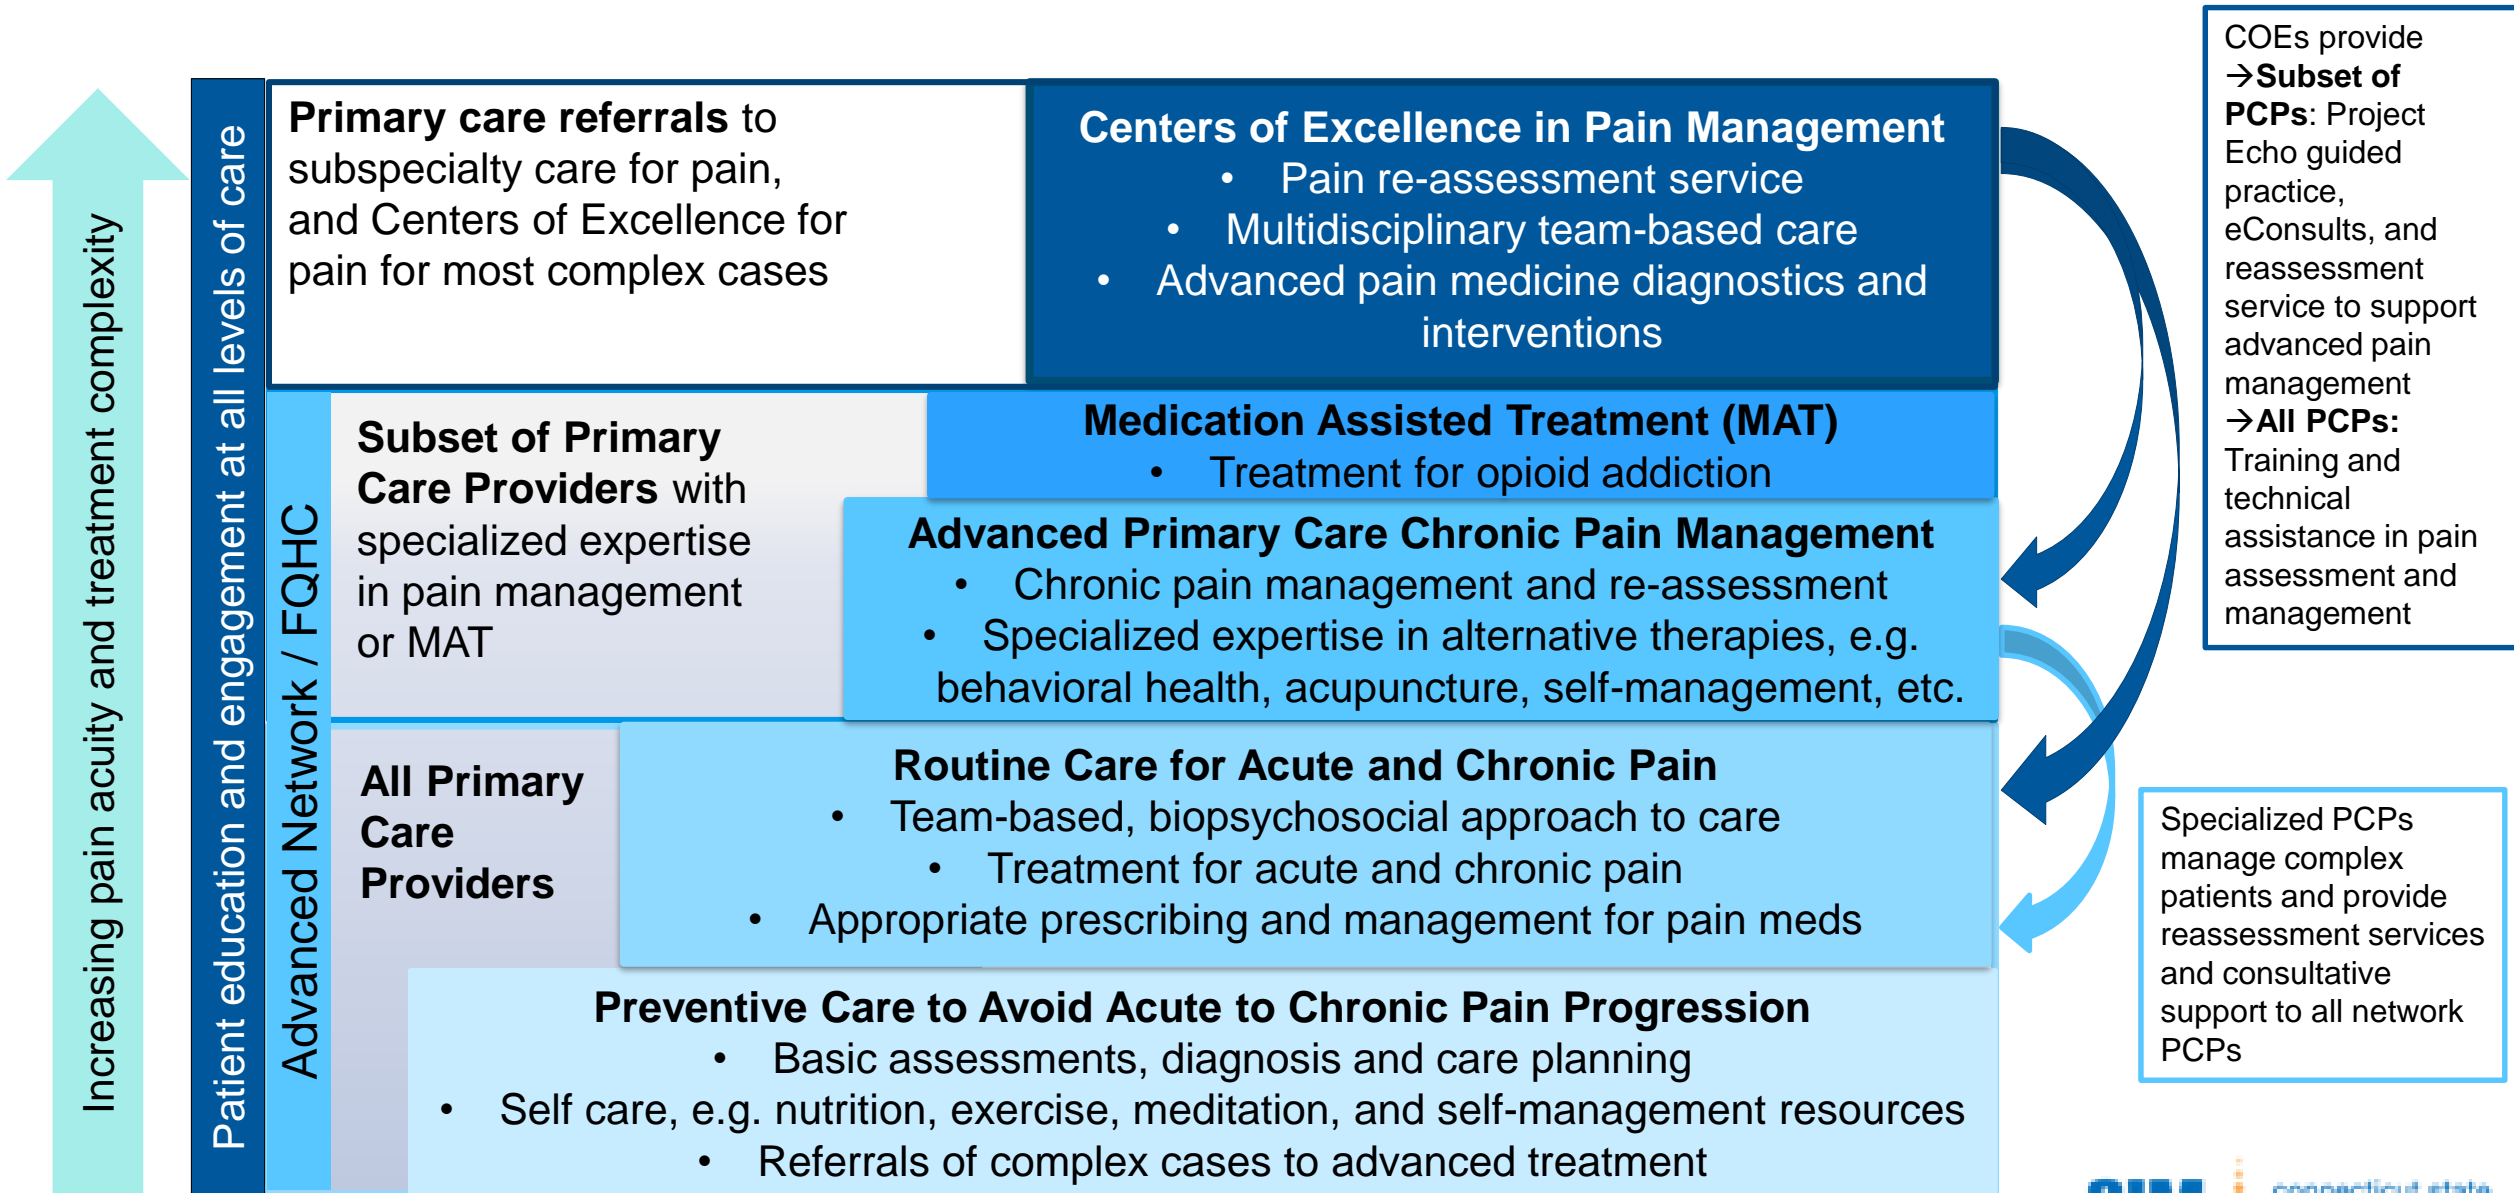 Increasing pain acuity and treatment complexity
Patient education and engagement at all levels of care
Primary care referrals to
subspecialty care for pain,
and Centers of Excellence for
pain for most complex cases
Centers of Excellence in Pain Management
• Pain re-assessment service
• Multidisciplinary team-based care
• Advanced pain medicine diagnostics and
interventions
Advanced Network / FQHC
Subset of Primary
Care Providers with
specialized expertise
in pain management
or MAT
Medication Assisted Treatment (MAT)
• Treatment for opioid addiction
Advanced Primary Care Chronic Pain Management
• Chronic pain management and re-assessment
• Specialized expertise in alternative therapies, e.g.
behavioral health, acupuncture, self-management, etc.
All Primary
Care
Providers
Routine Care for Acute and Chronic Pain
• Team-based, biopsychosocial approach to care
• Treatment for acute and chronic pain
• Appropriate prescribing and management for pain meds
Preventive Care to Avoid Acute to Chronic Pain Progression
• Basic assessments, diagnosis and care planning
• Self care, e.g. nutrition, exercise, meditation, and self-management resources
• Referrals of complex cases to advanced treatment
COEs provide
→Subset of
PCPs: Project
Echo guided
practice,
eConsults, and
reassessment
service to support
advanced pain
management
→All PCPs:
Training and
technical
assistance in pain
assessment and
management
Specialized PCPs
manage complex
patients and provide
reassessment services
and consultative
support to all network
PCPs
SIM
connecticut state